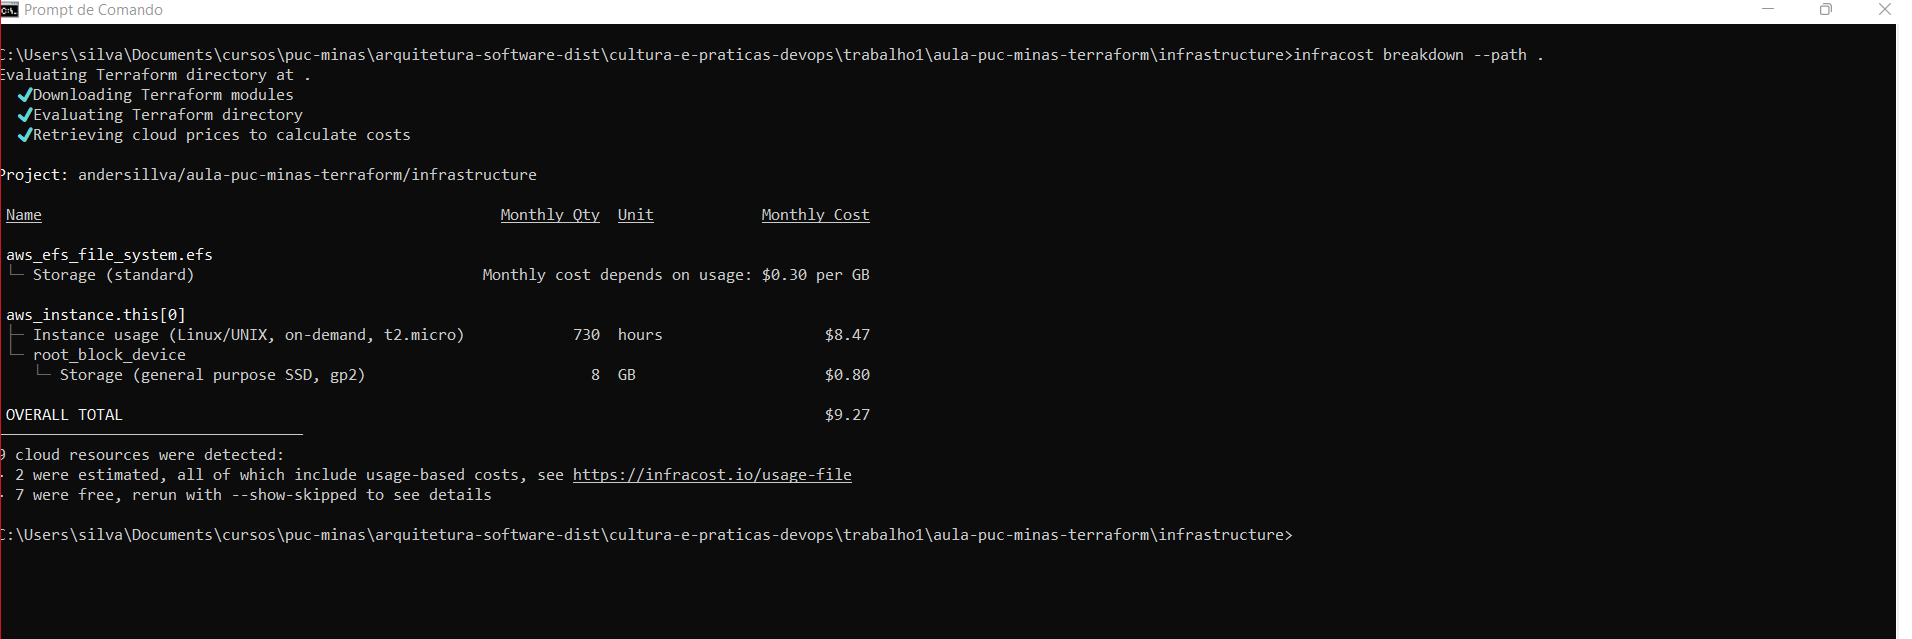 Prompt de Comando
C:\Users\silva\Documents\cursos\puc-minas\arquitetura-software-dist\cultura-e-praticas-devops\trabalho1\aula-puc-minas-terraform\infrastructure>infracost breakdown --path .
Evaluating Terraform directory at .
✔Downloading Terraform modules
✔Evaluating Terraform directory
✔Retrieving cloud prices to calculate costs
Project: andersillva/aula-puc-minas-terraform/infrastructure
Name Monthly Qty Unit Monthly Cost
aws_efs_file_system.efs
└─ Storage (standard) Monthly cost depends on usage: $0.30 per GB
aws_instance.this[0]
├─ Instance usage (Linux/UNIX, on-demand, t2.micro) 730 hours $8.47
└─ root_block_device
└─ Storage (general purpose SSD, gp2) 8 GB $0.80
OVERALL TOTAL $9.27
9 cloud resources were detected:
· 2 were estimated, all of which include usage-based costs, see https://infracost.io/usage-file
· 7 were free, rerun with --show-skipped to see details
C:\Users\silva\Documents\cursos\puc-minas\arquitetura-software-dist\cultura-e-praticas-devops\trabalho1\aula-puc-minas-terraform\infrastructure>